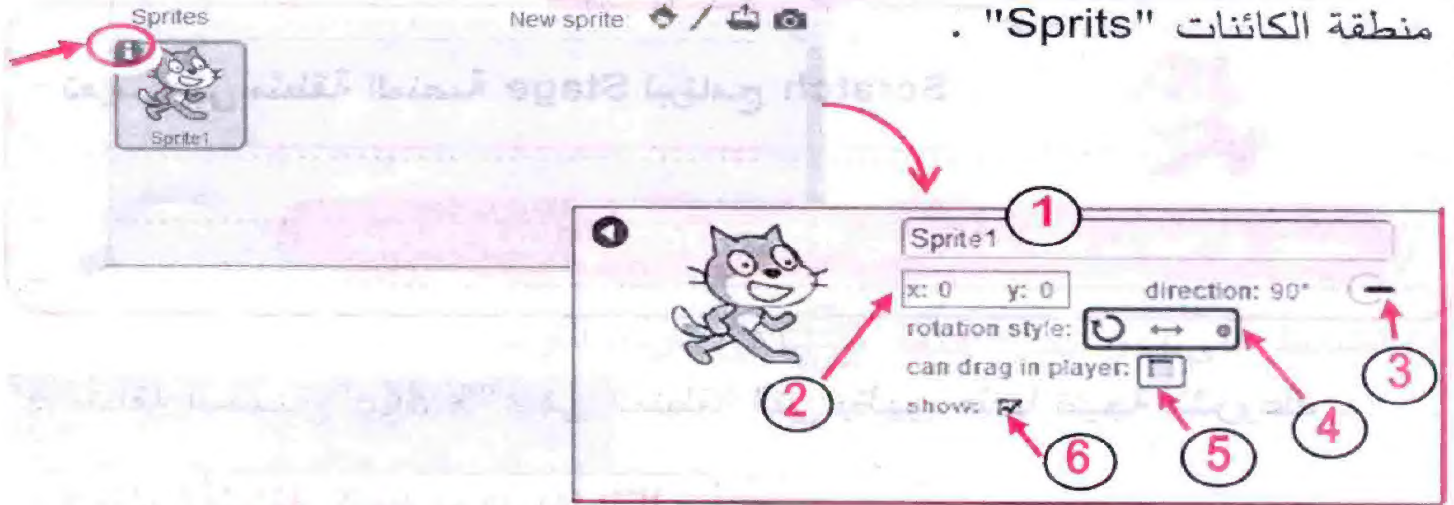 منطقة الكائنات "Sprits" .
Sprites New sprite:
Sprite1
1
Sprite1
x: 0 y: 0 direction: 90°
rotation style:
can drag in player:
show:
2
3
4
5
6